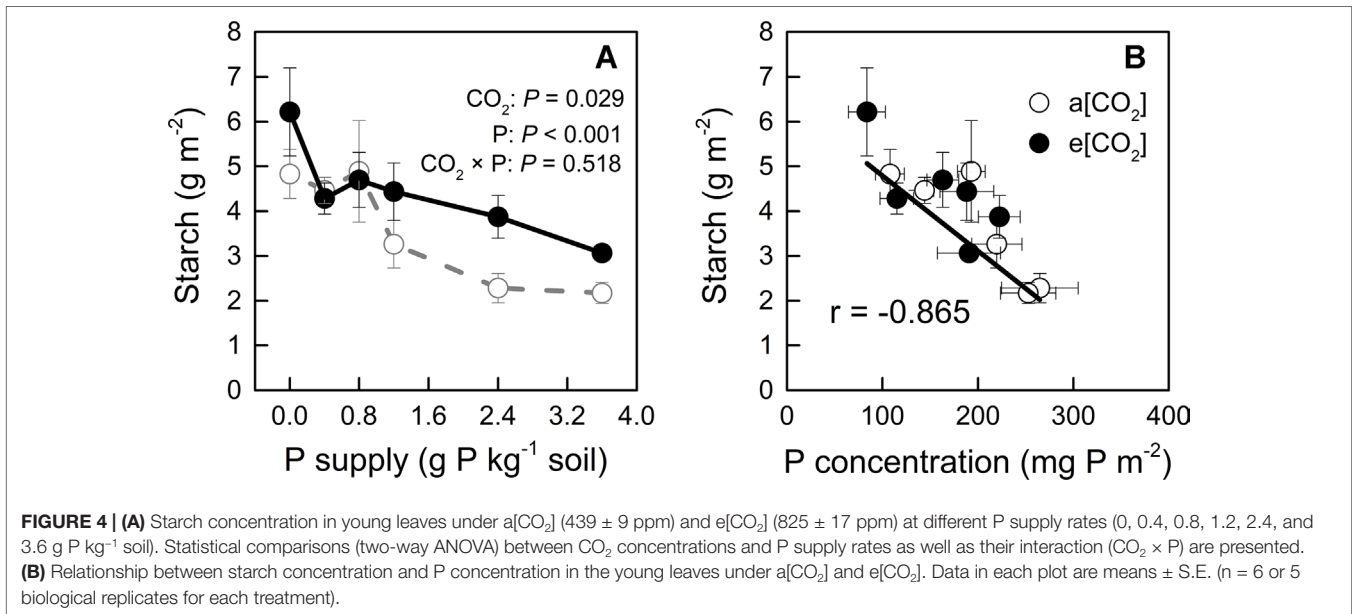 8
7
6
5
4
3
2
1
0
Starch (g m⁻²)
A
CO₂: P = 0.029
P: P < 0.001
CO₂ × P: P = 0.518
0.0 0.8 1.6 2.4 3.2 4.0
P supply (g P kg⁻¹ soil)
8
7
6
5
4
3
2
1
0
Starch (g m⁻²)
B
a[CO₂]
e[CO₂]
r = -0.865
0 100 200 300 400
P concentration (mg P m⁻²)
FIGURE 4 | (A) Starch concentration in young leaves under a[CO₂] (439 ± 9 ppm) and e[CO₂] (825 ± 17 ppm) at different P supply rates (0, 0.4, 0.8, 1.2, 2.4, and
3.6 g P kg⁻¹ soil). Statistical comparisons (two-way ANOVA) between CO₂ concentrations and P supply rates as well as their interaction (CO₂ × P) are presented.
(B) Relationship between starch concentration and P concentration in the young leaves under a[CO₂] and e[CO₂]. Data in each plot are means ± S.E. (n = 6 or 5
biological replicates for each treatment).